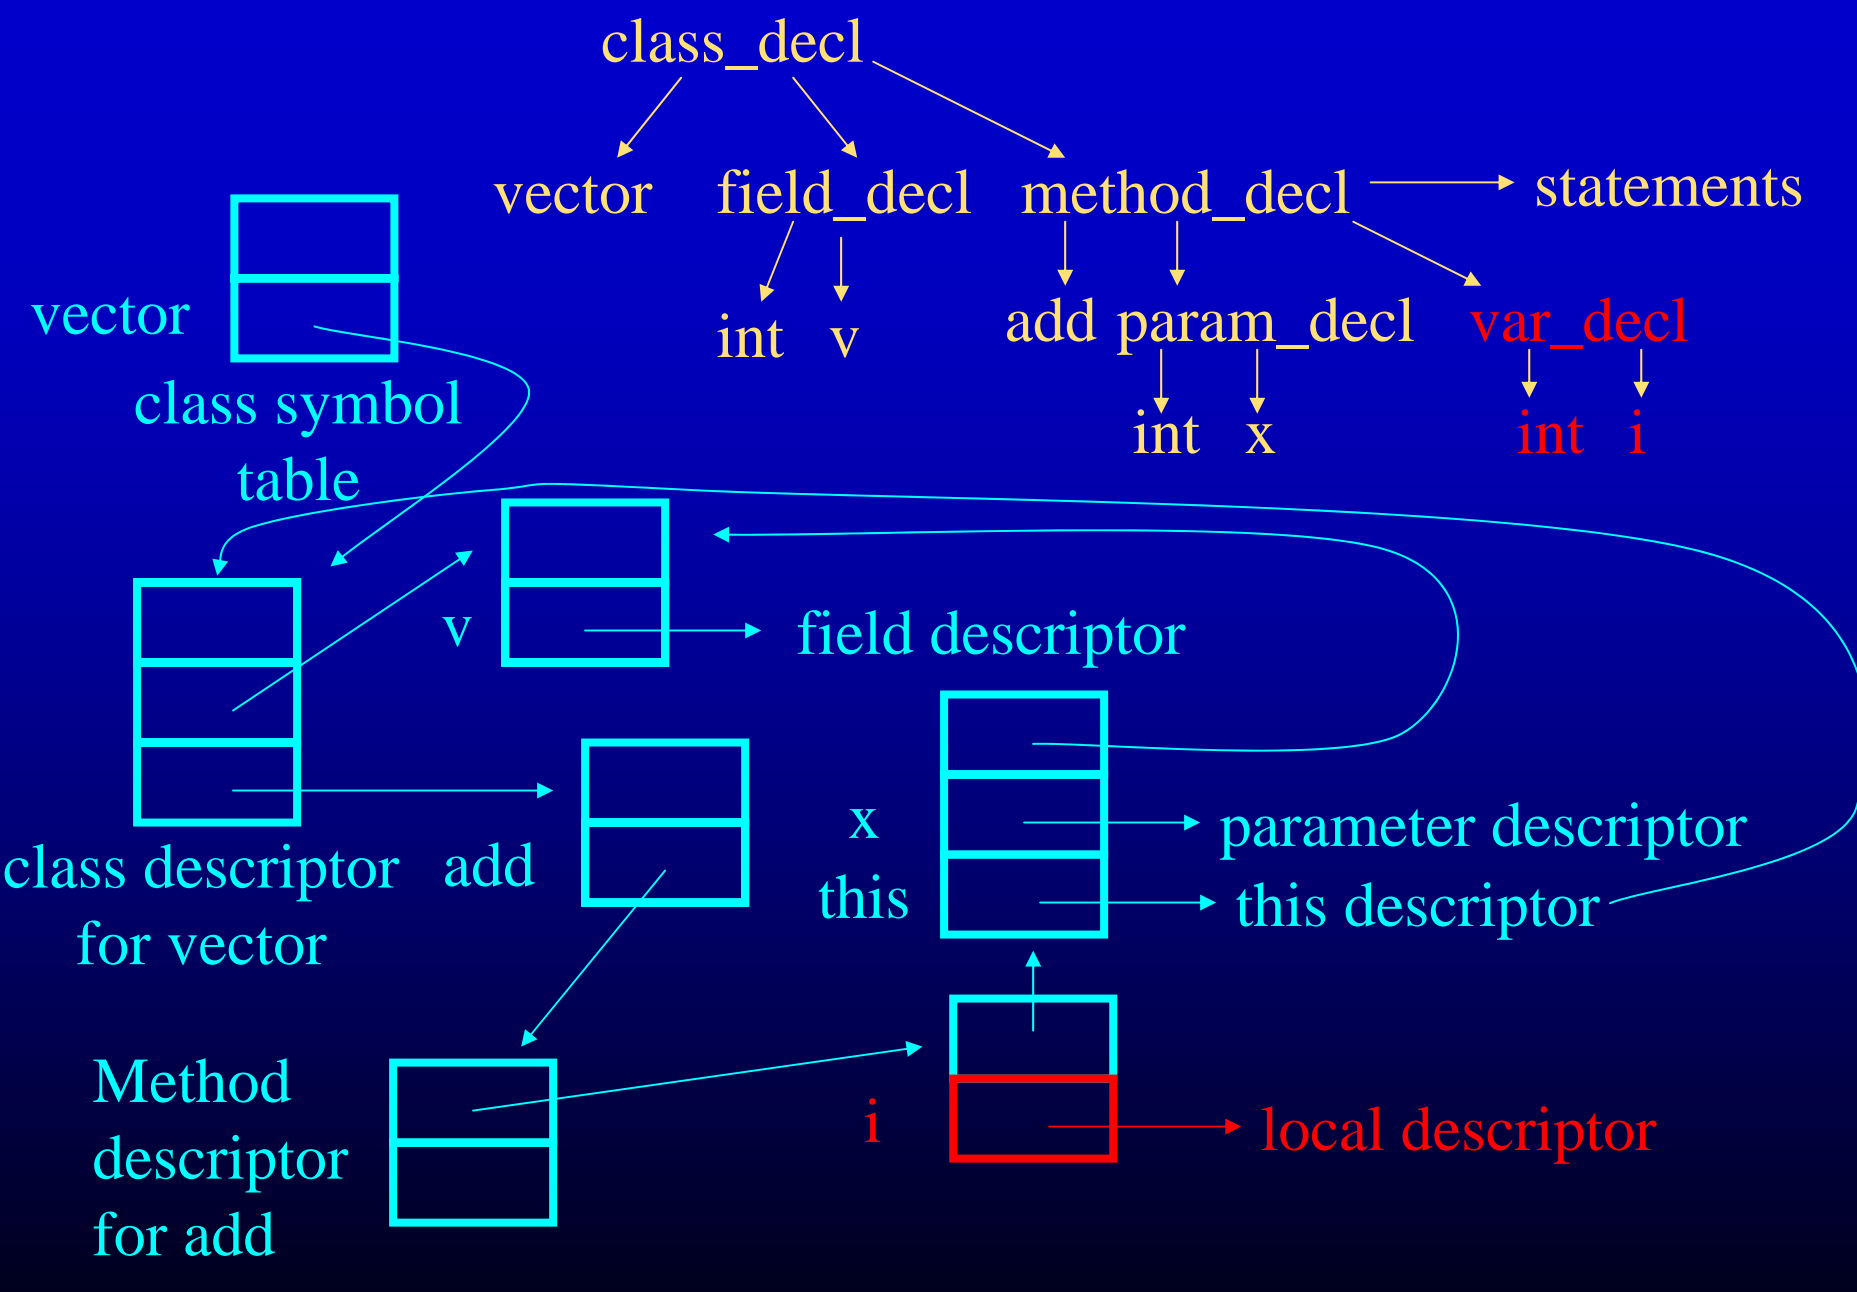 class_decl
vector field_decl method_decl statements
vector int v add param_decl var_decl
int x int i
class symbol
table
v field descriptor
x parameter descriptor
class descriptor add this this descriptor
for vector
Method
descriptor i local descriptor
for add